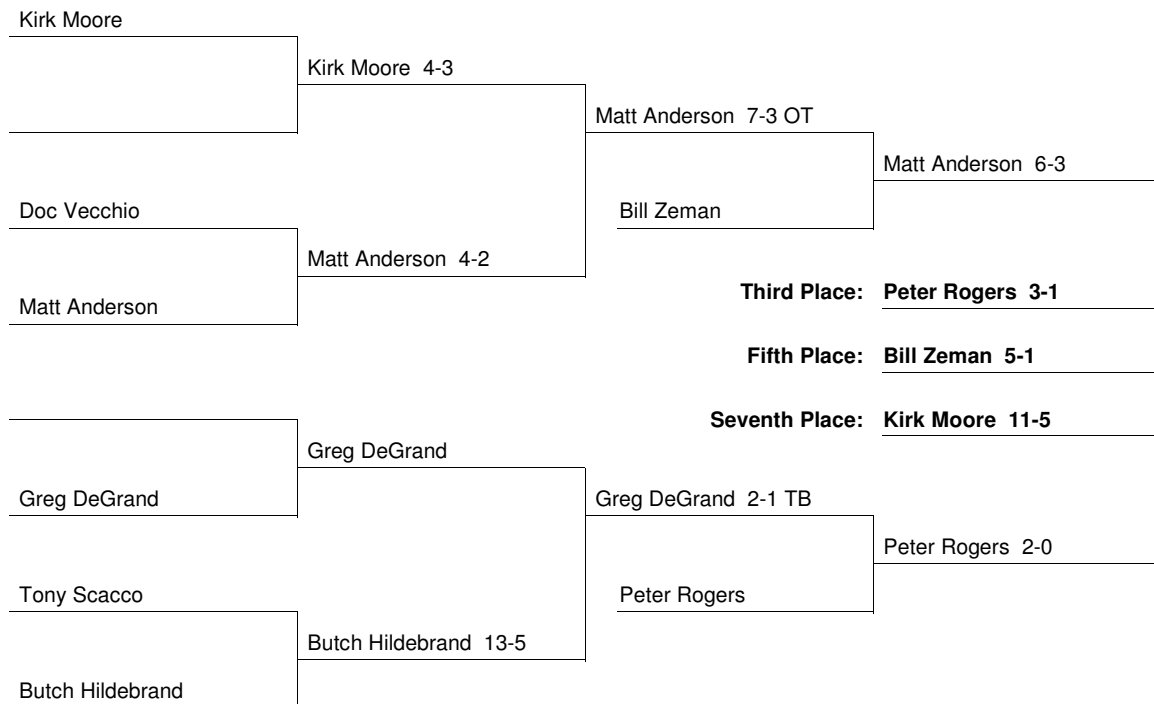 Kirk Moore
Kirk Moore 4-3
Matt Anderson 7-3 OT
Matt Anderson 6-3
Doc Vecchio
Bill Zeman
Matt Anderson 4-2
Matt Anderson
Third Place: Peter Rogers 3-1
Fifth Place: Bill Zeman 5-1
Seventh Place: Kirk Moore 11-5
Greg DeGrand
Greg DeGrand
Greg DeGrand 2-1 TB
Peter Rogers 2-0
Tony Scacco
Peter Rogers
Butch Hildebrand 13-5
Butch Hildebrand